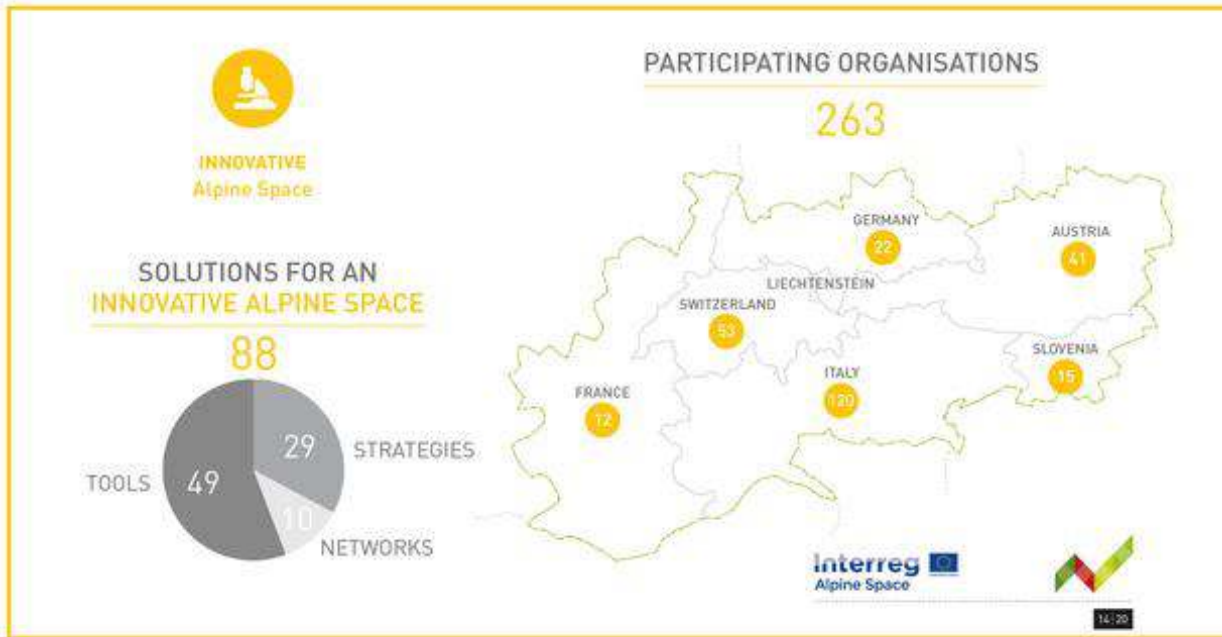 INNOVATIVE
Alpine Space
SOLUTIONS FOR AN
INNOVATIVE ALPINE SPACE
88
29
STRATEGIES
TOOLS
49
10
NETWORKS
PARTICIPATING ORGANISATIONS
263
GERMANY
22
AUSTRIA
41
LIECHTENSTEIN
SWITZERLAND
53
SLOVENIA
15
ITALY
120
FRANCE
12
Interreg
Alpine Space
14 20